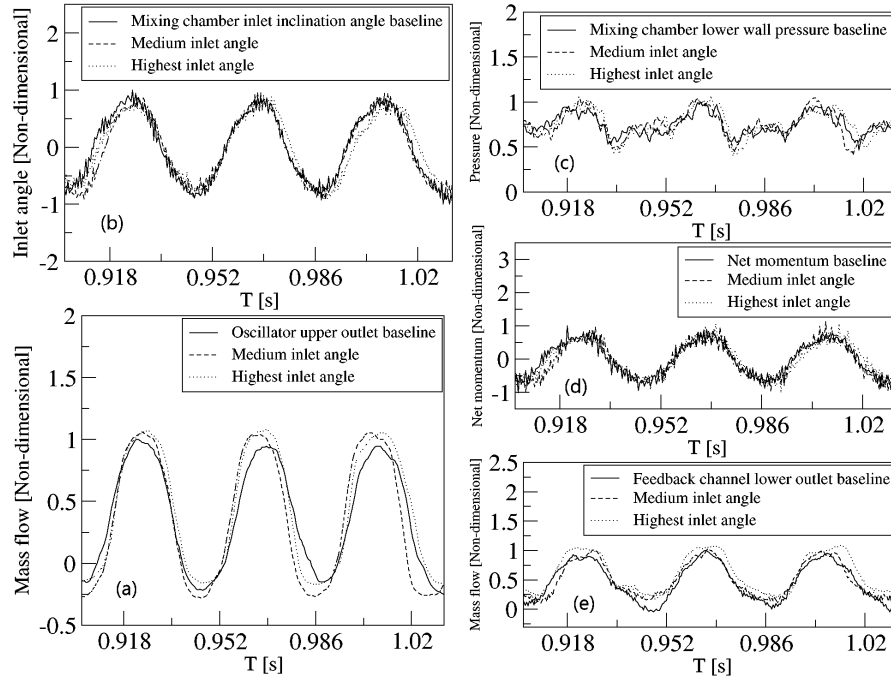 Mixing chamber inlet inclination angle baseline
Medium inlet angle
Highest inlet angle
Inlet angle [Non-dimensional]
2
1
0
-1
-2
(b)
0.918 0.952 0.986 1.02
T [s]
Oscillator upper outlet baseline
Medium inlet angle
Highest inlet angle
Mass flow [Non-dimensional]
2
1.5
1
0.5
0
-0.5
(a)
0.918 0.952 0.986 1.02
T [s]
Mixing chamber lower wall pressure baseline
Medium inlet angle
Highest inlet angle
Pressure [Non-dimensional]
2
1.5
1
0.5
0
(c)
0.918 0.952 0.986 1.02
T [s]
Net momentum baseline
Medium inlet angle
Highest inlet angle
Net momentum [Non-dimensional]
3
2
1
0
-1
(d)
0.918 0.952 0.986 1.02
T [s]
Feedback channel lower outlet baseline
Medium inlet angle
Highest inlet angle
Mass flow [Non-dimensional]
2.5
2
1.5
1
0.5
0
(e)
0.918 0.952 0.986 1.02
T [s]